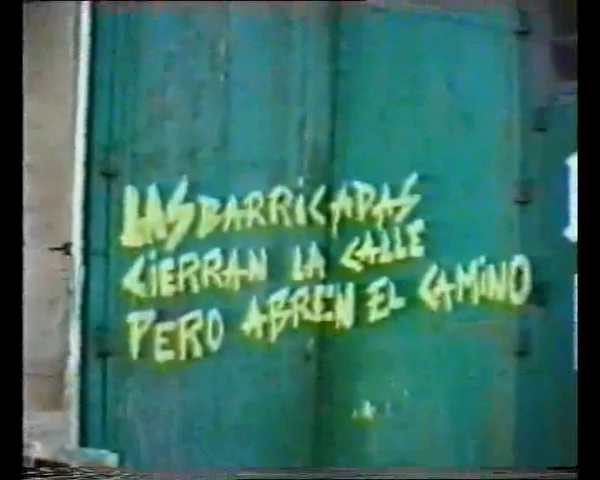 LAS BARRICADAS
CIERRAN LA CALLE
PERO ABREN EL CAMINO